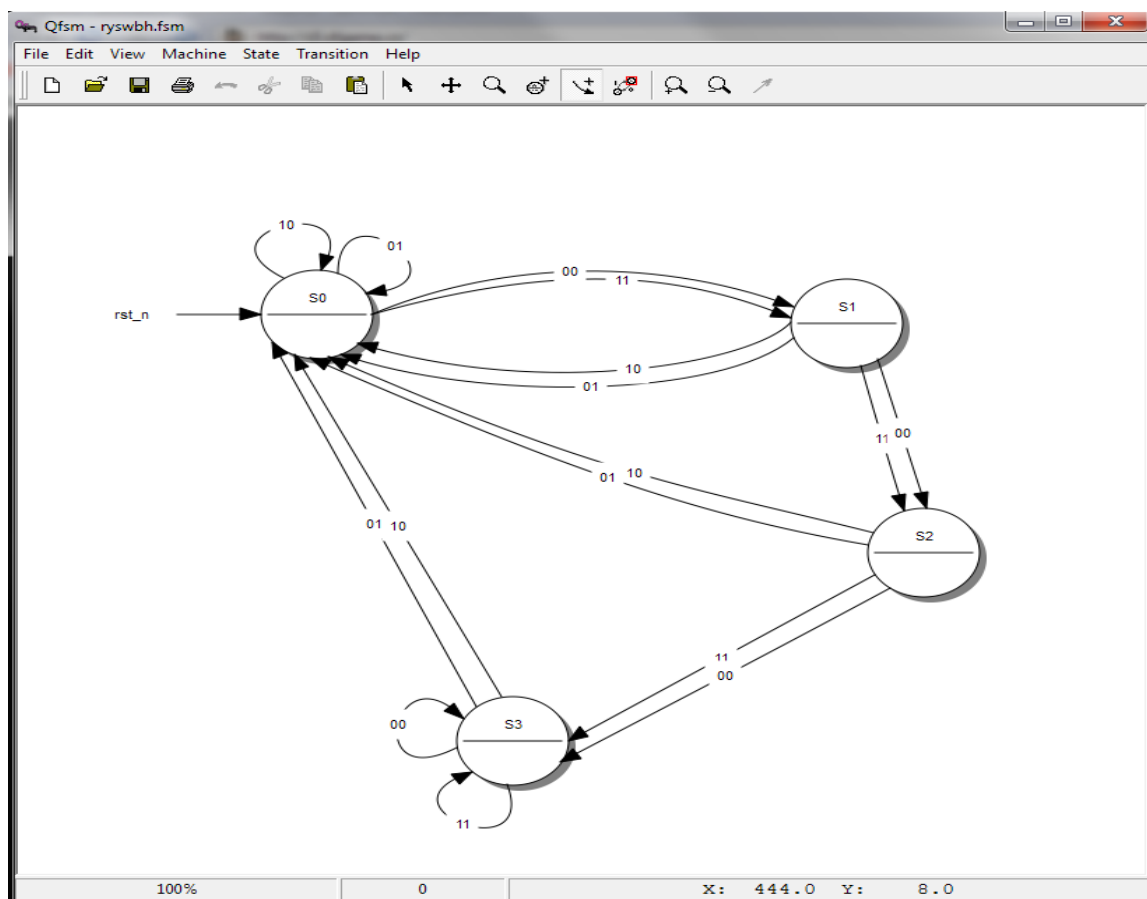 Qfsm - ryswbh.fsm
File Edit View Machine State Transition Help
10
01
S0
00
11
S1
rst_n
10
01
11 00
10
01
S2
01 10
11
00
S3
00
11
100% 0 X: 444.0 Y: 8.0